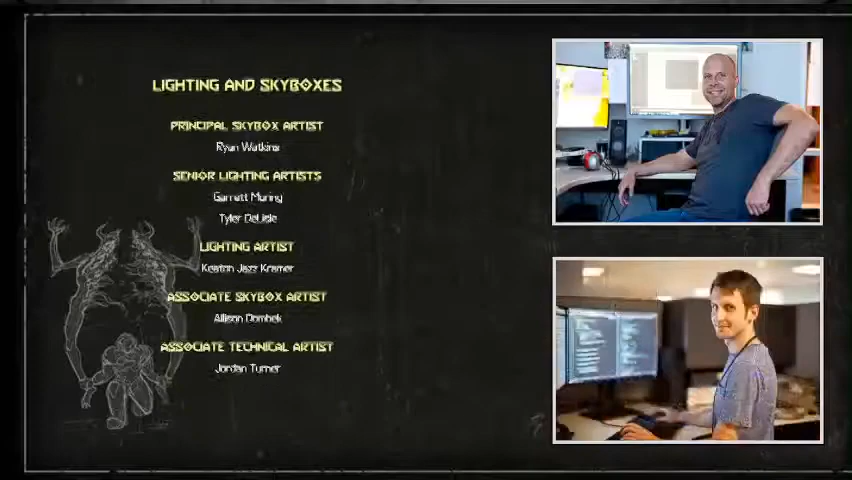 LIGHTING AND SKYBOXES
PRINCIPAL SKYBOX ARTIST
Ryan Watkins
SENIOR LIGHTING ARTISTS
Garrett Muring
Tyler DeLisle
LIGHTING ARTIST
Keaton Jazz Kramer
ASSOCIATE SKYBOX ARTIST
Allison Dombek
ASSOCIATE TECHNICAL ARTIST
Jordan Turner